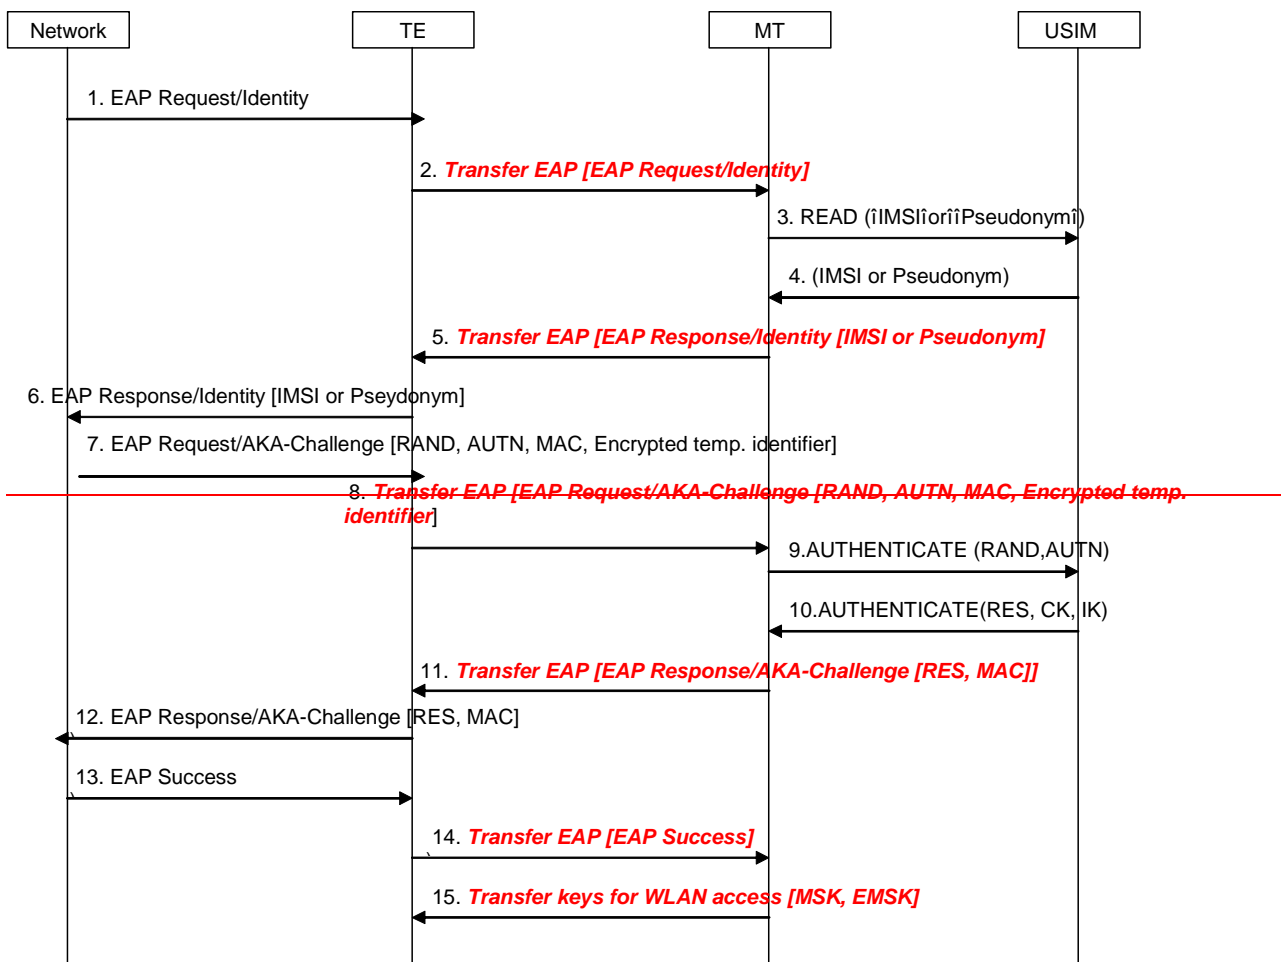 Network
TE
MT
USIM
1. EAP Request/Identity
2. Transfer EAP [EAP Request/Identity]
3. READ (îIMSIîorîîPseudonymî)
4. (IMSI or Pseudonym)
5. Transfer EAP [EAP Response/Identity [IMSI or Pseudonym]
6. EAP Response/Identity [IMSI or Pseydonym]
7. EAP Request/AKA-Challenge [RAND, AUTN, MAC, Encrypted temp. identifier]
8. Transfer EAP [EAP Request/AKA-Challenge [RAND, AUTN, MAC, Encrypted temp.
identifier]
9.AUTHENTICATE (RAND,AUTN)
10.AUTHENTICATE(RES, CK, IK)
11. Transfer EAP [EAP Response/AKA-Challenge [RES, MAC]]
12. EAP Response/AKA-Challenge [RES, MAC]
13. EAP Success
14. Transfer EAP [EAP Success]
15. Transfer keys for WLAN access [MSK, EMSK]